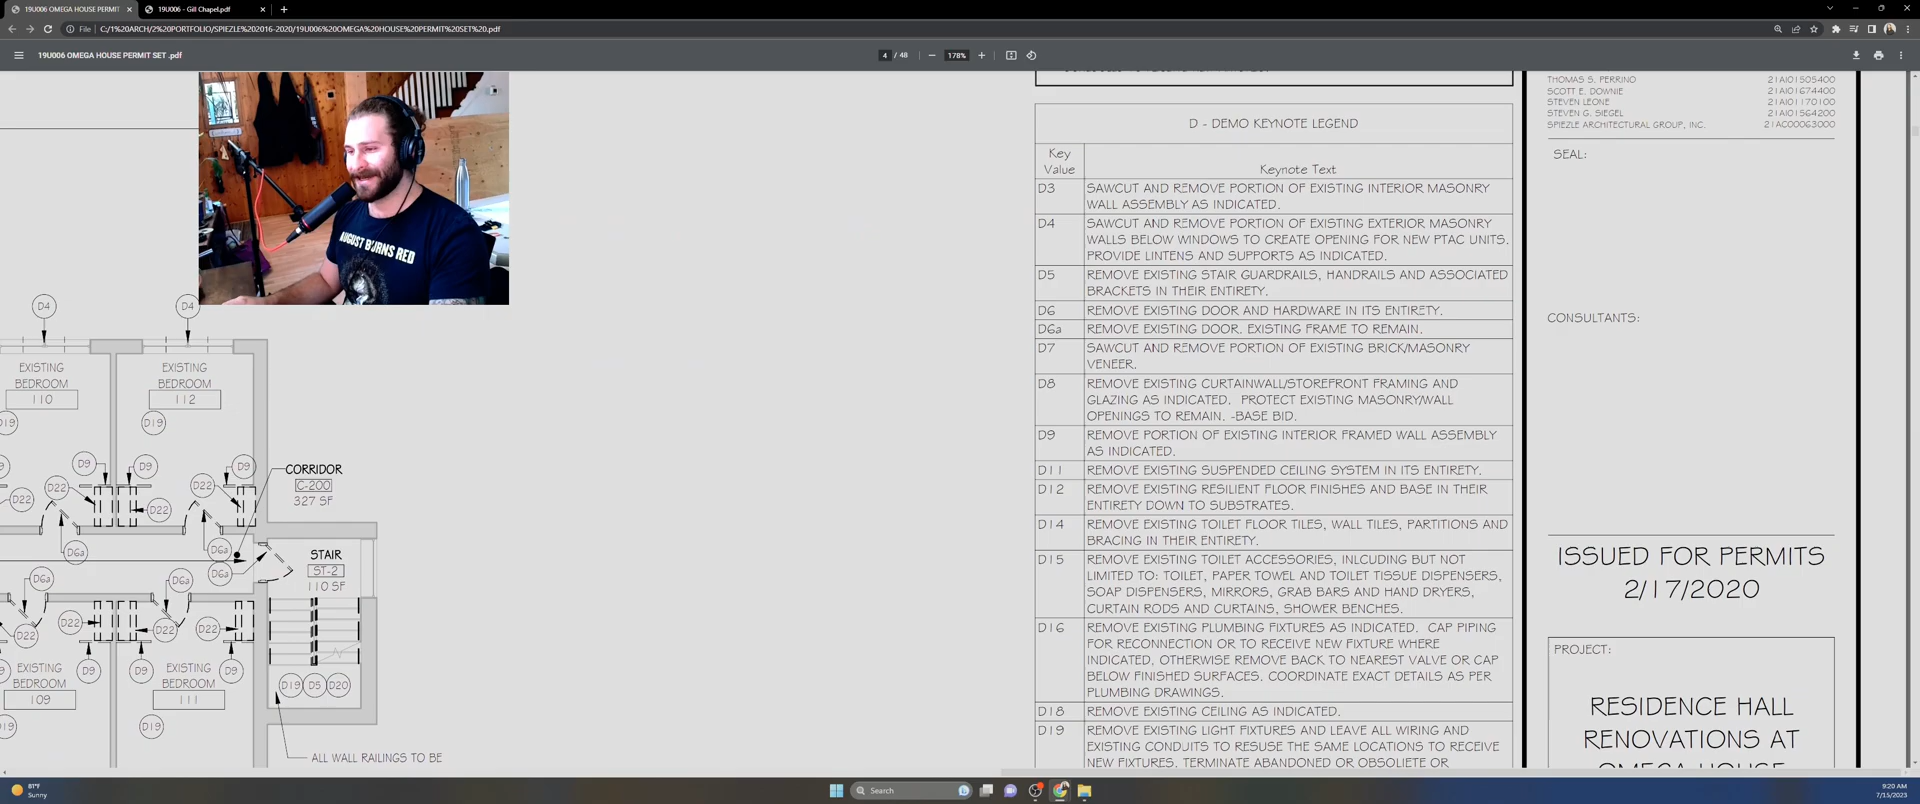 19U006 OMEGA HOUSE PERMIT
19U006 - Gill Chapel.pdf
File
C:/1%20ARCH/2%20PORTFOLIO/SPIEZLE%202016-2020/19U006%20OMEGA%20HOUSE%20PERMIT%20SET%20.pdf
19U006 OMEGA HOUSE PERMIT SET .pdf
4 / 48
178%
AUGUST BURNS RED
D4
D4
EXISTING
BEDROOM
110
D19
EXISTING
BEDROOM
112
D19
D9
D9
D9
D22
D22
D22
D22
CORRIDOR
C-200
327 SF
D6a
D6a
D6a
STAIR
ST-2
110 SF
D6a
D6a
D22
D22
D22
D22
D9
D9
D9
EXISTING
BEDROOM
109
D19
EXISTING
BEDROOM
111
D19
D19
D5
D20
ALL WALL RAILINGS TO BE
D - DEMO KEYNOTE LEGEND
Key
Value
Keynote Text
D3
SAWCUT AND REMOVE PORTION OF EXISTING INTERIOR MASONRY
WALL ASSEMBLY AS INDICATED.
D4
SAWCUT AND REMOVE PORTION OF EXISTING EXTERIOR MASONRY
WALLS BELOW WINDOWS TO CREATE OPENING FOR NEW PTAC UNITS.
PROVIDE LINTENS AND SUPPORTS AS INDICATED.
D5
REMOVE EXISTING STAIR GUARDRAILS, HANDRAILS AND ASSOCIATED
BRACKETS IN THEIR ENTIRETY.
D6
REMOVE EXISTING DOOR AND HARDWARE IN ITS ENTIRETY.
D6a
REMOVE EXISTING DOOR. EXISTING FRAME TO REMAIN.
D7
SAWCUT AND REMOVE PORTION OF EXISTING BRICK/MASONRY
VENEER.
D8
REMOVE EXISTING CURTAINWALL/STOREFRONT FRAMING AND
GLAZING AS INDICATED. PROTECT EXISTING MASONRY/WALL
OPENINGS TO REMAIN. -BASE BID.
D9
REMOVE PORTION OF EXISTING INTERIOR FRAMED WALL ASSEMBLY
AS INDICATED.
D11
REMOVE EXISTING SUSPENDED CEILING SYSTEM IN ITS ENTIRETY.
D12
REMOVE EXISTING RESILIENT FLOOR FINISHES AND BASE IN THEIR
ENTIRETY DOWN TO SUBSTRATES.
D14
REMOVE EXISTING TOILET FLOOR TILES, WALL TILES, PARTITIONS AND
BRACING IN THEIR ENTIRETY.
D15
REMOVE EXISTING TOILET ACCESSORIES, INLCUDING BUT NOT
LIMITED TO: TOILET, PAPER TOWEL AND TOILET TISSUE DISPENSERS,
SOAP DISPENSERS, MIRRORS, GRAB BARS AND HAND DRYERS,
CURTAIN RODS AND CURTAINS, SHOWER BENCHES.
D16
REMOVE EXISTING PLUMBING FIXTURES AS INDICATED. CAP PIPING
FOR RECONNECTION OR TO RECEIVE NEW FIXTURE WHERE
INDICATED, OTHERWISE REMOVE BACK TO NEAREST VALVE OR CAP
BELOW FINISHED SURFACES. COORDINATE EXACT DETAILS AS PER
PLUMBING DRAWINGS.
D18
REMOVE EXISTING CEILING AS INDICATED.
D19
REMOVE EXISTING LIGHT FIXTURES AND LEAVE ALL WIRING AND
EXISTING CONDUITS TO RESUSE THE SAME LOCATIONS TO RECEIVE
NEW FIXTURES. TERMINATE ABANDONED OR OBSOLETE OR
THOMAS S. PERRINO 21AI01505400
SCOTT E. DOWNIE 21AI01674400
STEVEN LEONE 21AI01170100
STEVEN G. SIEGEL 21AI01564200
SPIEZLE ARCHITECTURAL GROUP, INC. 21AC00063000
SEAL:
CONSULTANTS:
ISSUED FOR PERMITS
2/17/2020
PROJECT:
RESIDENCE HALL
RENOVATIONS AT
OMEGA HOUSE
81°F
Sunny
Search
9:20 AM
7/15/2023